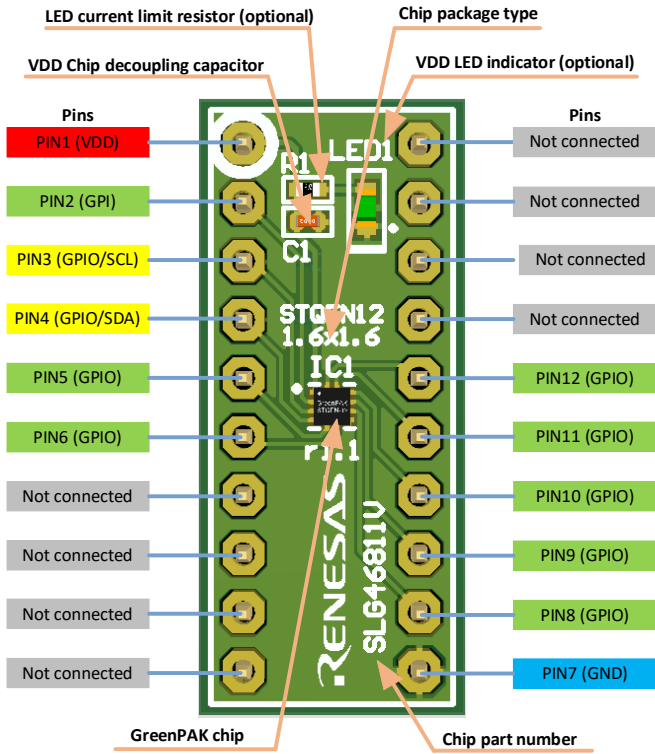 LED current limit resistor (optional)
Chip package type
VDD Chip decoupling capacitor
VDD LED indicator (optional)
Pins
Pins
PIN1 (VDD)
Not connected
PIN2 (GPI)
Not connected
PIN3 (GPIO/SCL)
Not connected
PIN4 (GPIO/SDA)
Not connected
PIN5 (GPIO)
PIN12 (GPIO)
PIN6 (GPIO)
PIN11 (GPIO)
Not connected
PIN10 (GPIO)
Not connected
PIN9 (GPIO)
Not connected
PIN8 (GPIO)
Not connected
PIN7 (GND)
R1
LED1
C1
STQFN12
1.6x1.6
IC1
GreenPAK
r1.1
RENESAS
SLG46811V
GreenPAK chip
Chip part number